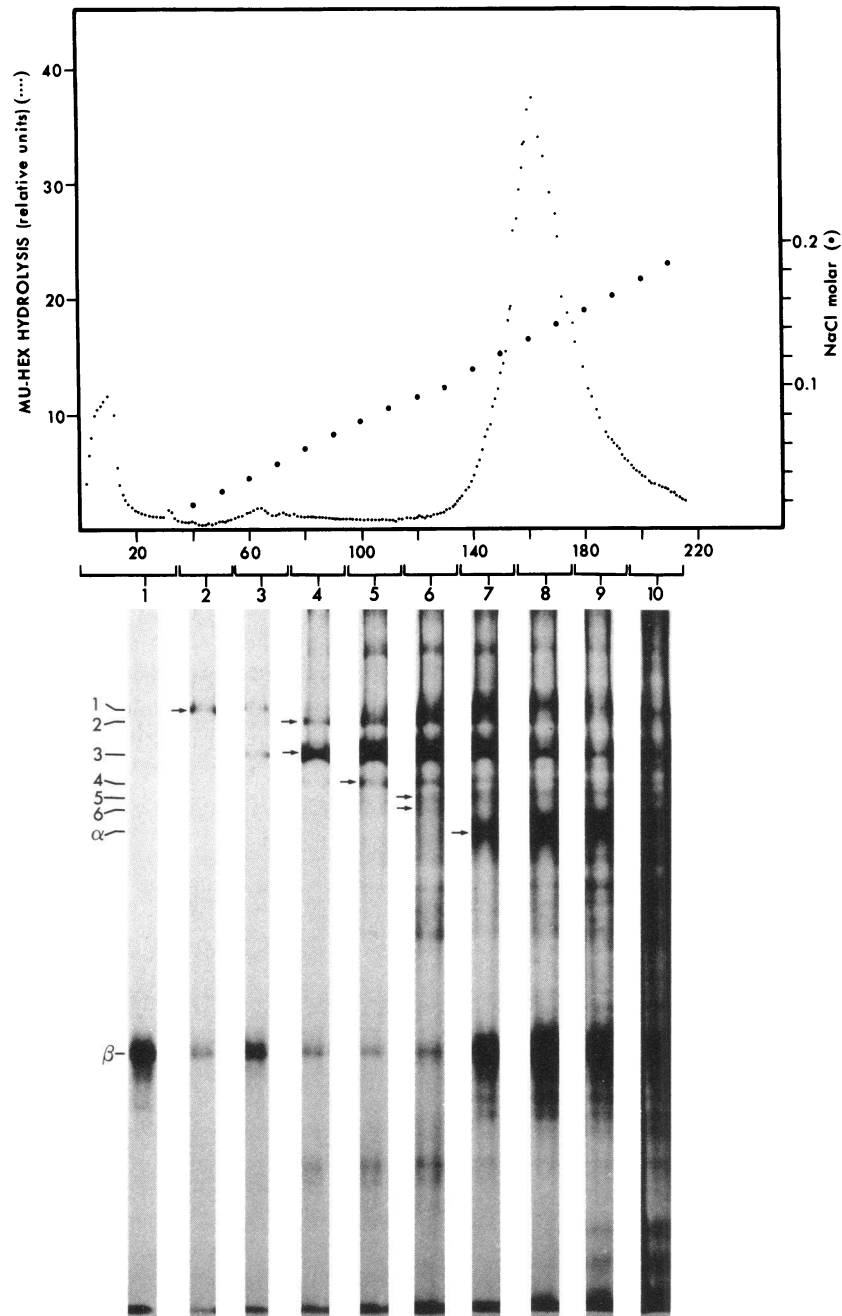 MU-HEX HYDROLYSIS (relative units) (····)
40
30
20
10
0.2
0.1
NaCl molar (•)
20 60 100 140 180 220
1 2 3 4 5 6 7 8 9 10
1
2
3
4
5
6
α
β